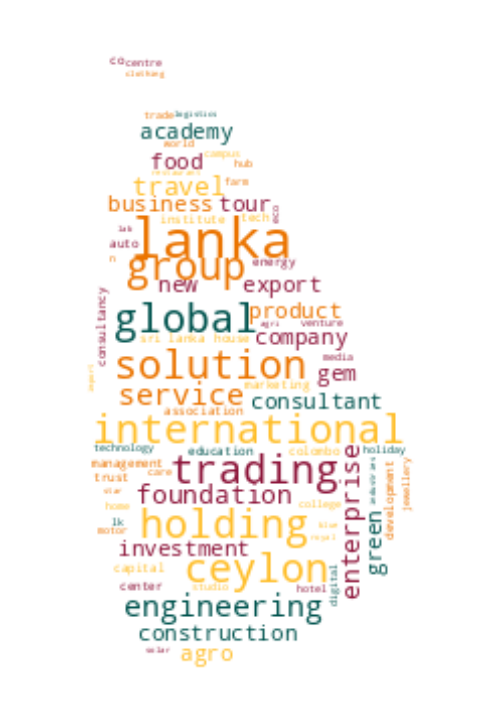 co centre
clothing
trade logistics
academy
world
food campus
hub
restaurant
travel farm
business tour
institute tech eco
lanka
lab
auto
n group energy
new export
consultancy
global product
agri venture
sri lanka house company
media
solution gem
import
marketing
service consultant
association
international
technology education colombo holiday
management trading
care
trust
star foundation
enterprise
industries
development
jewellery
home college
lk holding blue
motor royal
green
investment
capital ceylon
digital
center studio hotel
engineering
construction
solar agro